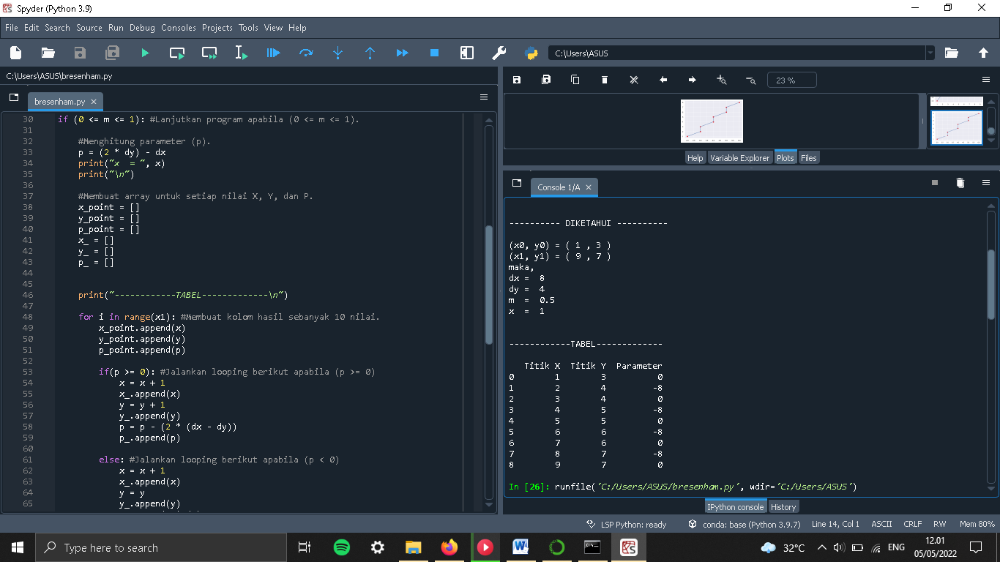 Spyder (Python 3.9)
File Edit Search Source Run Debug Consoles Projects Tools View Help
C:\Users\ASUS
C:\Users\ASUS\bresenham.py
bresenham.py
30 if (0 <= m <= 1): #Lanjutkan program apabila (0 <= m <= 1).
31
32 #Menghitung parameter (p).
33 p = (2 * dy) - dx
34 print("x  = ", x)
35 print("\n")
36
37 #Membuat array untuk setiap nilai X, Y, dan P.
38 x_point = []
39 y_point = []
40 p_point = []
41 x_ = []
42 y_ = []
43 p_ = []
44
45
46 print("------------TABEL-------------\n")
47
48 for i in range(x1): #Membuat kolom hasil sebanyak 10 nilai.
49 x_point.append(x)
50 y_point.append(y)
51 p_point.append(p)
52
53 if(p >= 0): #Jalankan looping berikut apabila (p >= 0)
54 x = x + 1
55 x_.append(x)
56 y = y + 1
57 y_.append(y)
58 p = p - (2 * (dx - dy))
59 p_.append(p)
60
61 else: #Jalankan looping berikut apabila (p < 0)
62 x = x + 1
63 x_.append(x)
64 y = y
65 y_.append(y)
23 %
Help Variable Explorer Plots Files
Console 1/A
---------- DIKETAHUI ----------
(x0, y0) = ( 1 , 3 )
(x1, y1) = ( 9 , 7 )
maka,
dx =  8
dy =  4
m  =  0.5
x  =  1
------------TABEL-------------
Titik X  Titik Y  Parameter
0 1 3 0
1 2 4 -8
2 3 4 0
3 4 5 -8
4 5 5 0
5 6 6 -8
6 7 6 0
7 8 7 -8
8 9 7 0
In [26]: runfile('C:/Users/ASUS/bresenham.py', wdir='C:/Users/ASUS')
IPython console History
LSP Python: ready conda: base (Python 3.9.7) Line 14, Col 1 ASCII CRLF RW Mem 80%
Type here to search
32°C ENG 12.01
05/05/2022